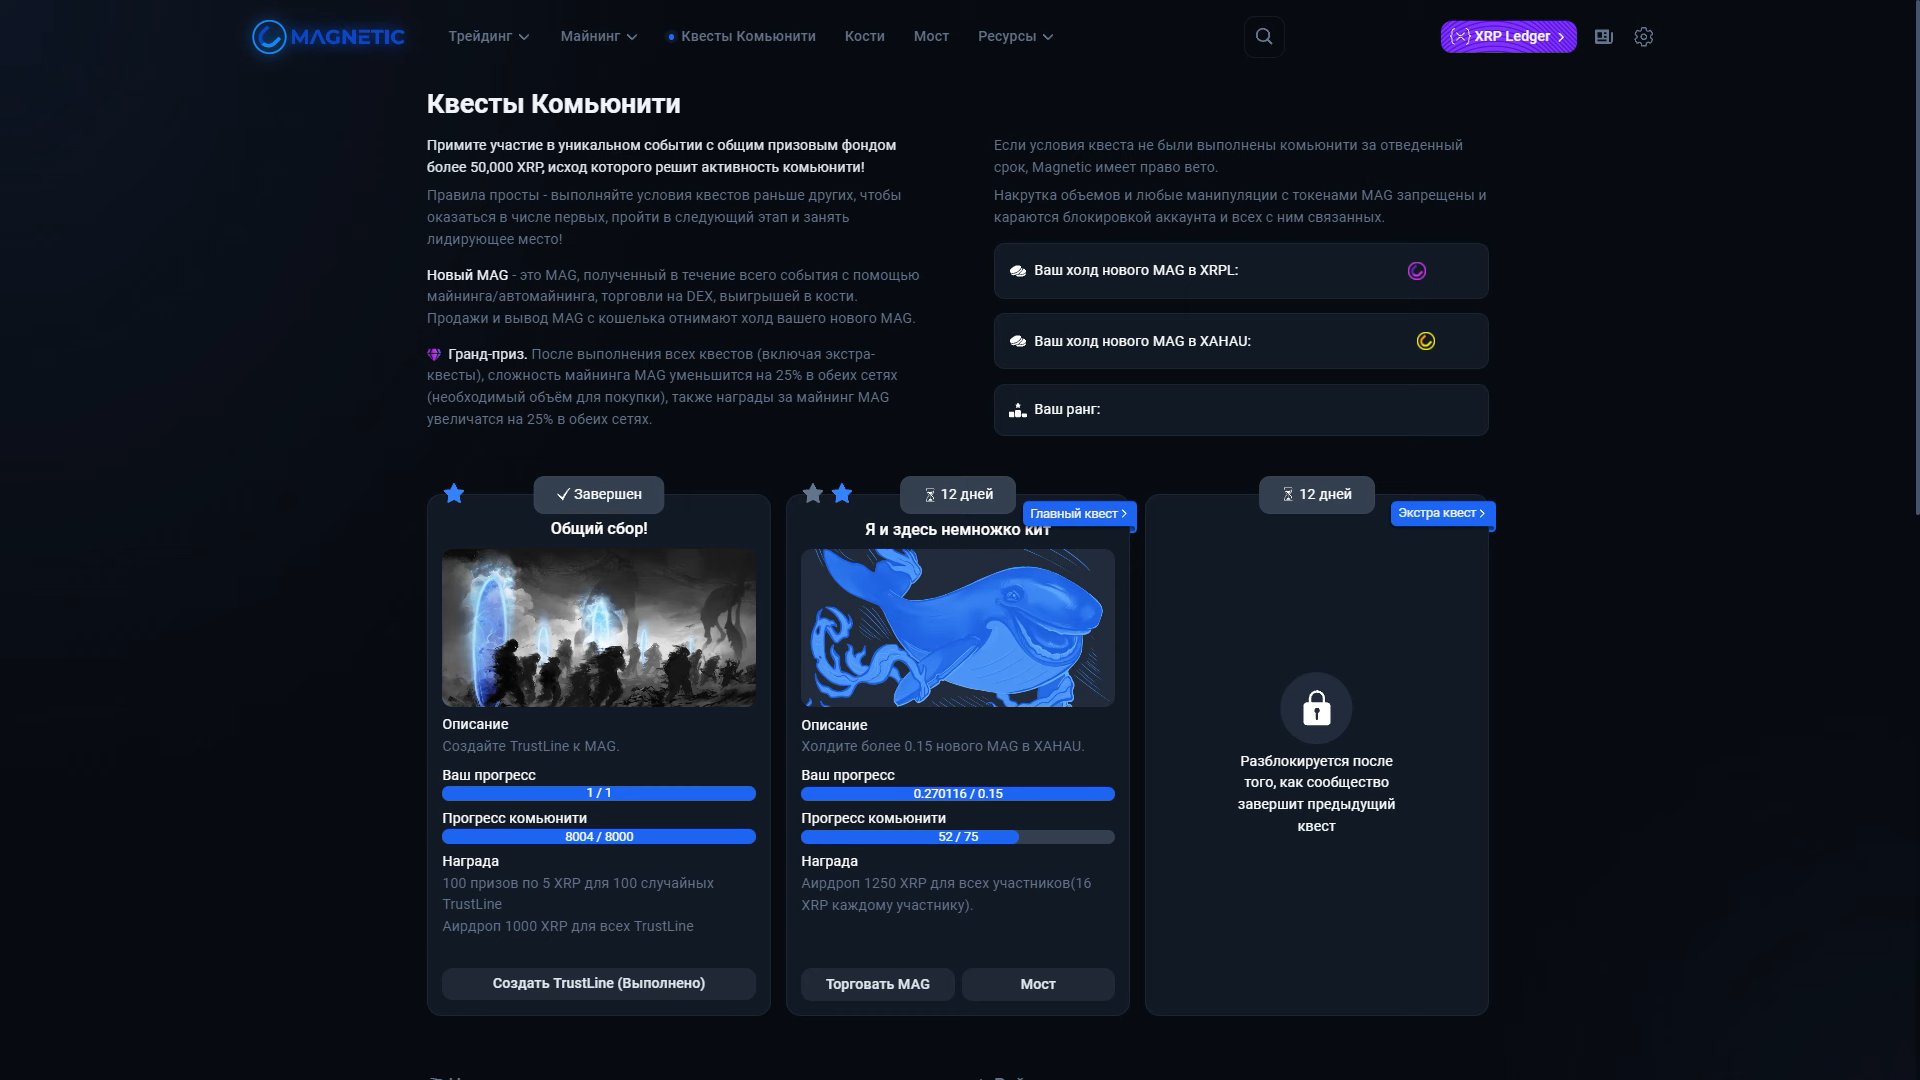 MAGNETIC
Трейдинг
Майнинг
Квесты Комьюнити
Кости
Мост
Ресурсы
{X} XRP Ledger
Квесты Комьюнити
Примите участие в уникальном событии с общим призовым фондом
более 50,000 XRP, исход которого решит активность комьюнити!
Правила просты - выполняйте условия квестов раньше других, чтобы
оказаться в числе первых, пройти в следующий этап и занять
лидирующее место!
Новый MAG - это MAG, полученный в течение всего события с помощью
майнинга/автомайнинга, торговли на DEX, выигрышей в кости.
Продажи и вывод MAG с кошелька отнимают холд вашего нового MAG.
Гранд-приз. После выполнения всех квестов (включая экстра-
квесты), сложность майнинга MAG уменьшится на 25% в обеих сетях
(необходимый объём для покупки), также награды за майнинг MAG
увеличатся на 25% в обеих сетях.
Если условия квеста не были выполнены комьюнити за отведенный
срок, Magnetic имеет право вето.
Накрутка объемов и любые манипуляции с токенами MAG запрещены и
караются блокировкой аккаунта и всех с ним связанных.
Ваш холд нового MAG в XRPL:
Ваш холд нового MAG в XAHAU:
Ваш ранг:
Завершен
Общий сбор!
Описание
Создайте TrustLine к MAG.
Ваш прогресс
1 / 1
Прогресс комьюнити
8004 / 8000
Награда
100 призов по 5 XRP для 100 случайных
TrustLine
Аирдроп 1000 XRP для всех TrustLine
Создать TrustLine (Выполнено)
12 дней
Главный квест
Я и здесь немножко кит
Описание
Холдите более 0.15 нового MAG в XAHAU.
Ваш прогресс
0.270116 / 0.15
Прогресс комьюнити
52 / 75
Награда
Аирдроп 1250 XRP для всех участников(16
XRP каждому участнику).
Торговать MAG
Мост
12 дней
Экстра квест
Разблокируется после
того, как сообщество
завершит предыдущий
квест